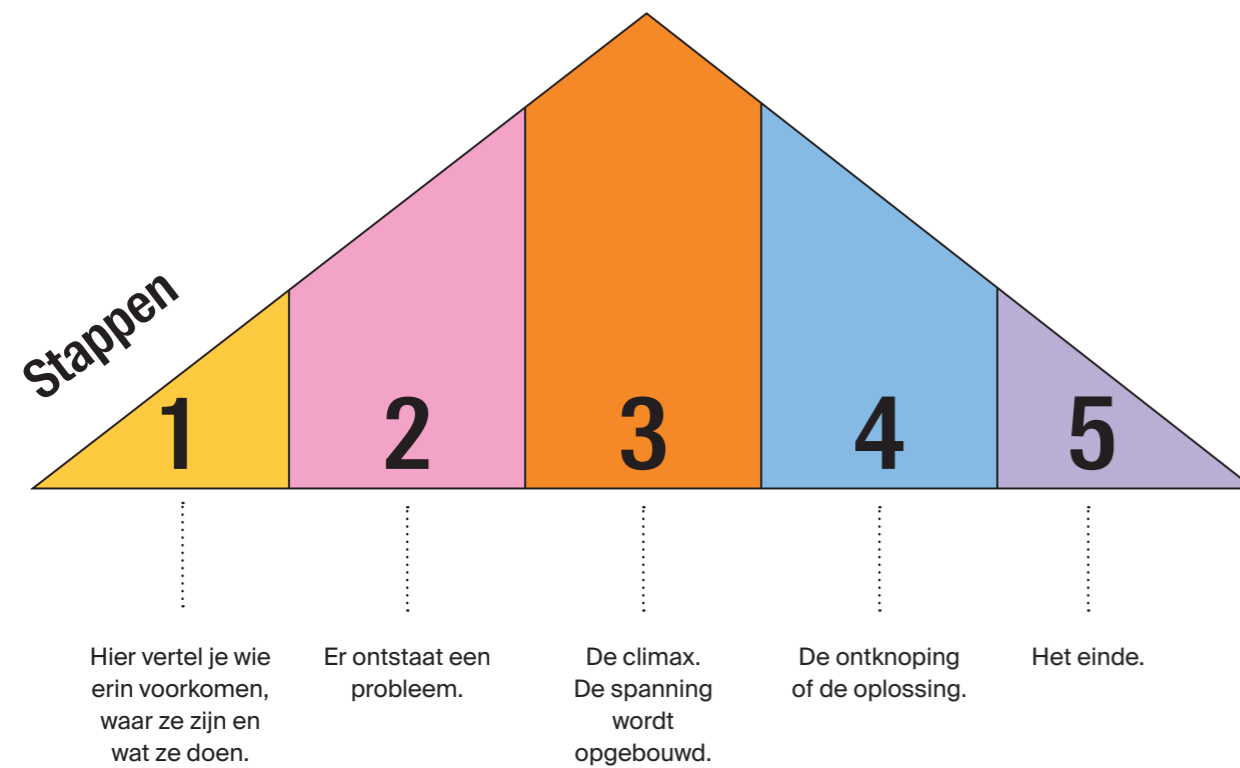 Stappen
1
2
3
4
5
Hier vertel je wie
erin voorkomen,
waar ze zijn en
wat ze doen.
Er ontstaat een
probleem.
De climax.
De spanning
wordt
opgebouwd.
De ontknoping
of de oplossing.
Het einde.